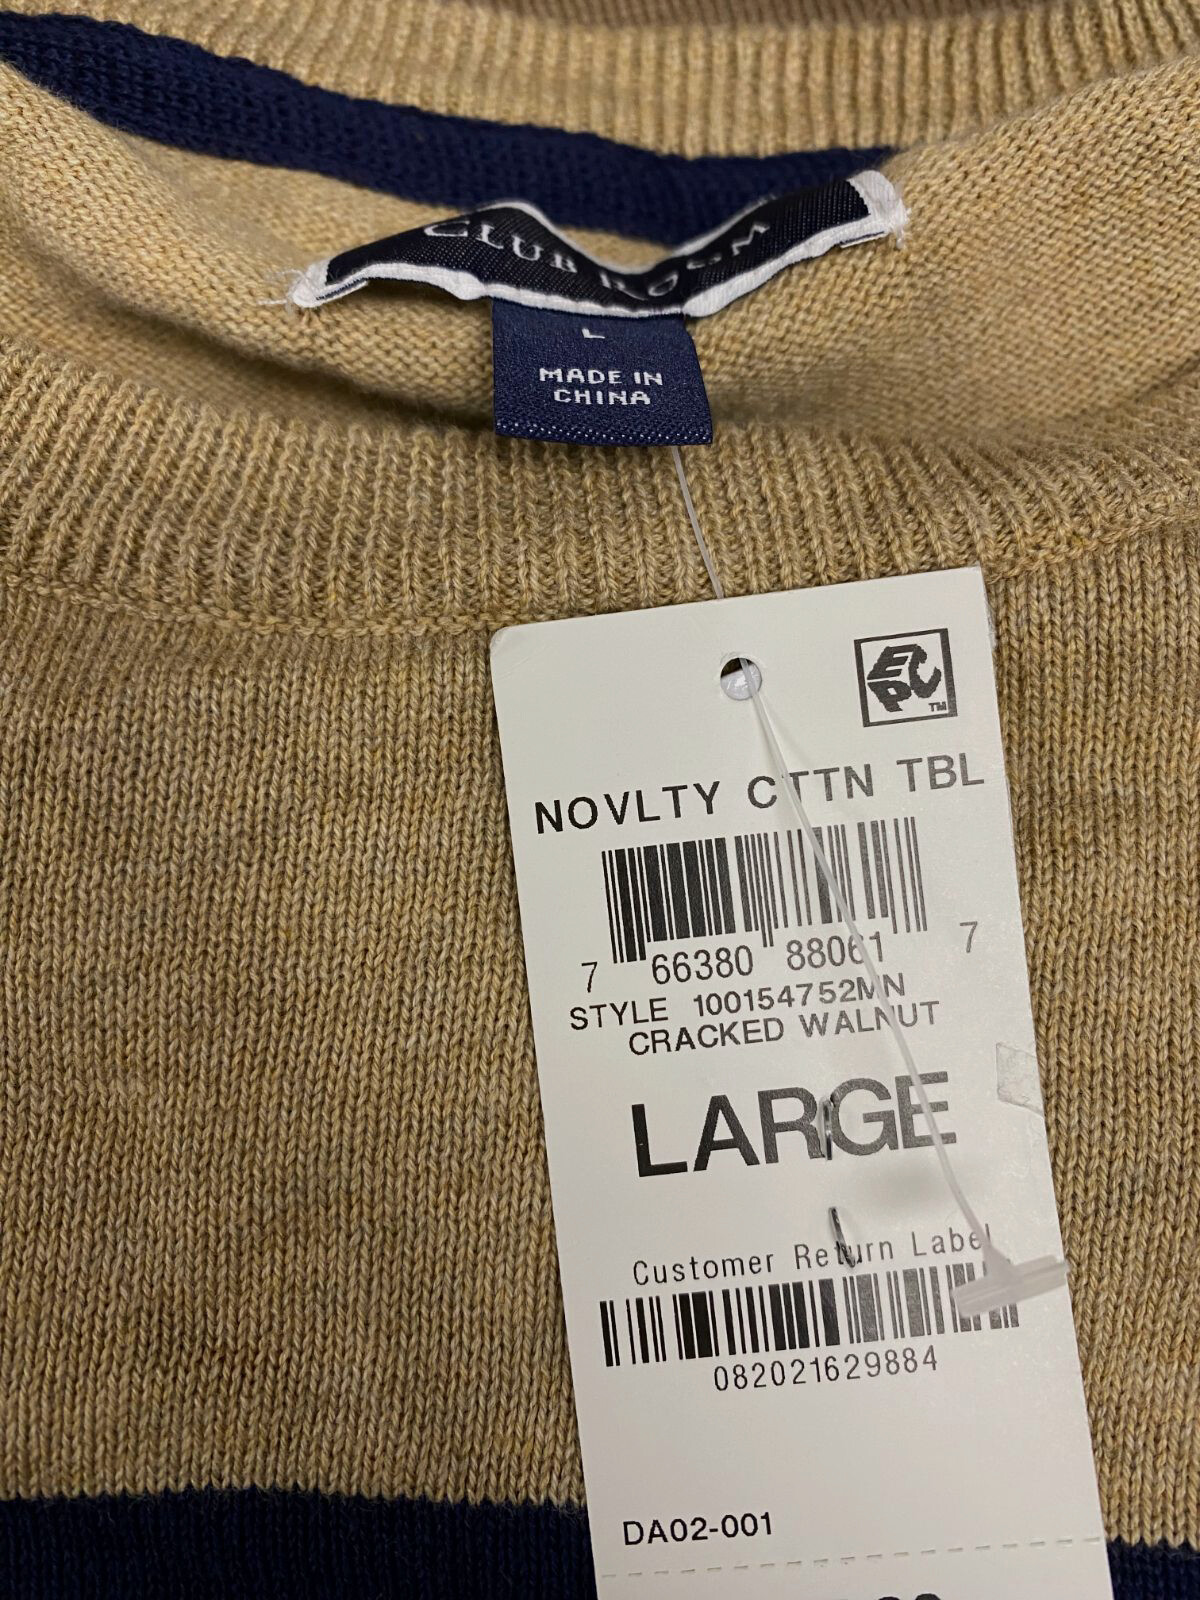 CLUB ROOM
L
MADE IN
CHINA
EPC™
NOVLTY CTTN TBL
7 66380 88061 7
STYLE 100154752MN
CRACKED WALNUT
LARGE
Customer Return Label
082021629884
DA02-001